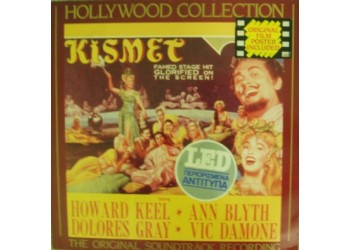 HOLLYWOOD COLLECTION
ORIGINAL
FILM
POSTER
INCLUDED
KISMET
FAMED STAGE HIT
GLORIFIED ON
THE SCREEN!
LED
ΠΕΡΙΟΡΙΣΜΕΝΑ
ΑΝΤΙΤΥΠΑ
Starring
HOWARD KEEL · ANN BLYTH
DOLORES GRAY · VIC DAMONE
THE ORIGINAL SOUNDTRACK RECORDING